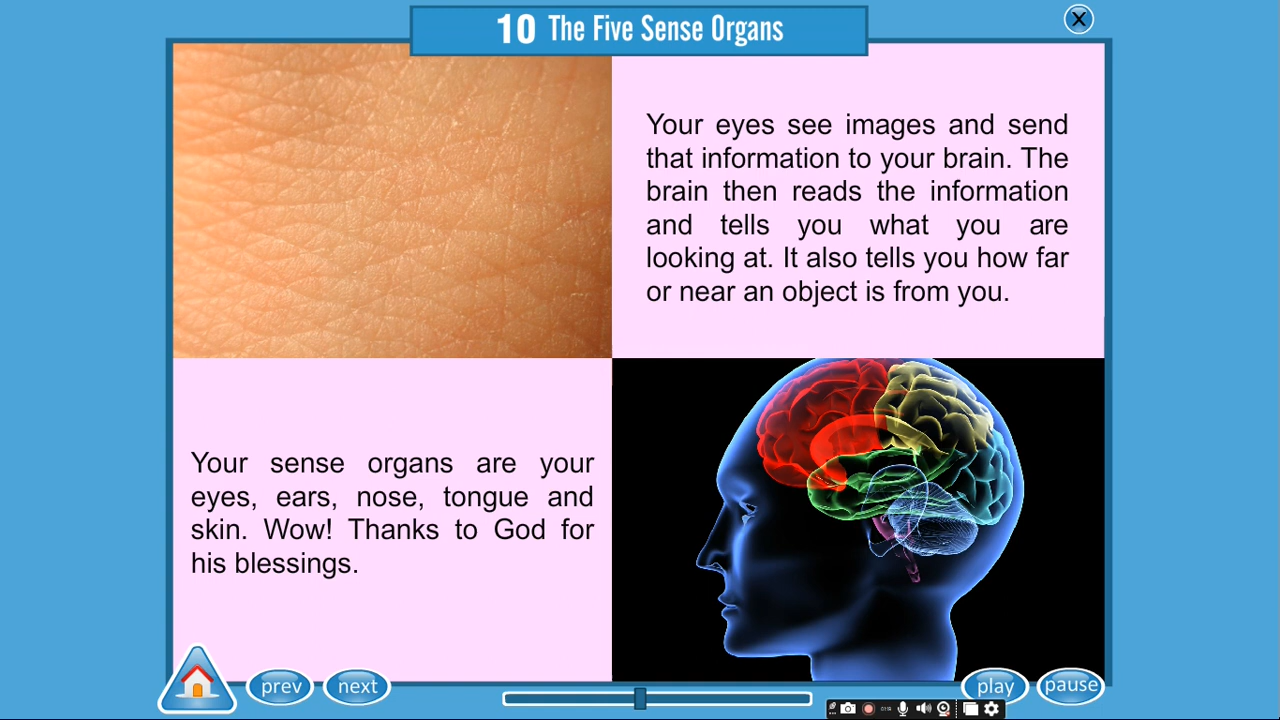 10 The Five Sense Organs
X
Your eyes see images and send
that information to your brain. The
brain then reads the information
and tells you what you are
looking at. It also tells you how far
or near an object is from you.
Your sense organs are your
eyes, ears, nose, tongue and
skin. Wow! Thanks to God for
his blessings.
prev
next
play
pause